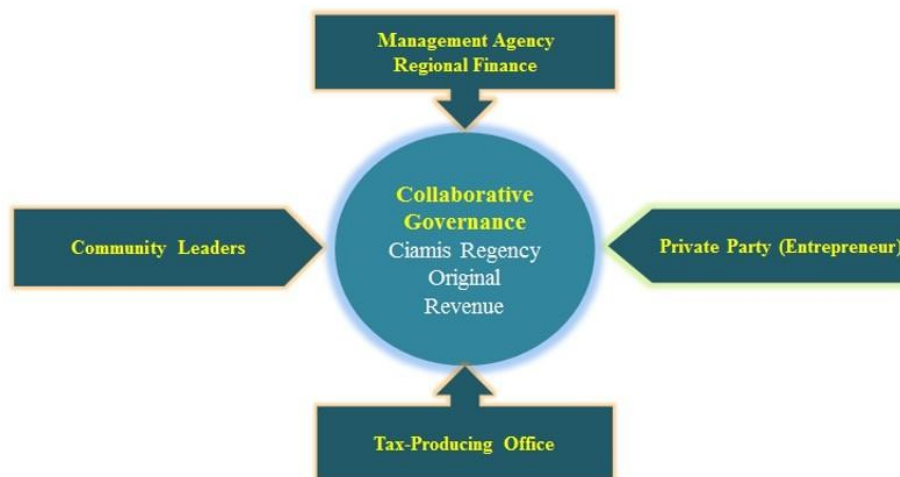 Management Agency
Regional Finance
Collaborative
Governance
Ciamis Regency
Original
Revenue
Community Leaders
Private Party (Entrepreneur)
Tax-Producing Office